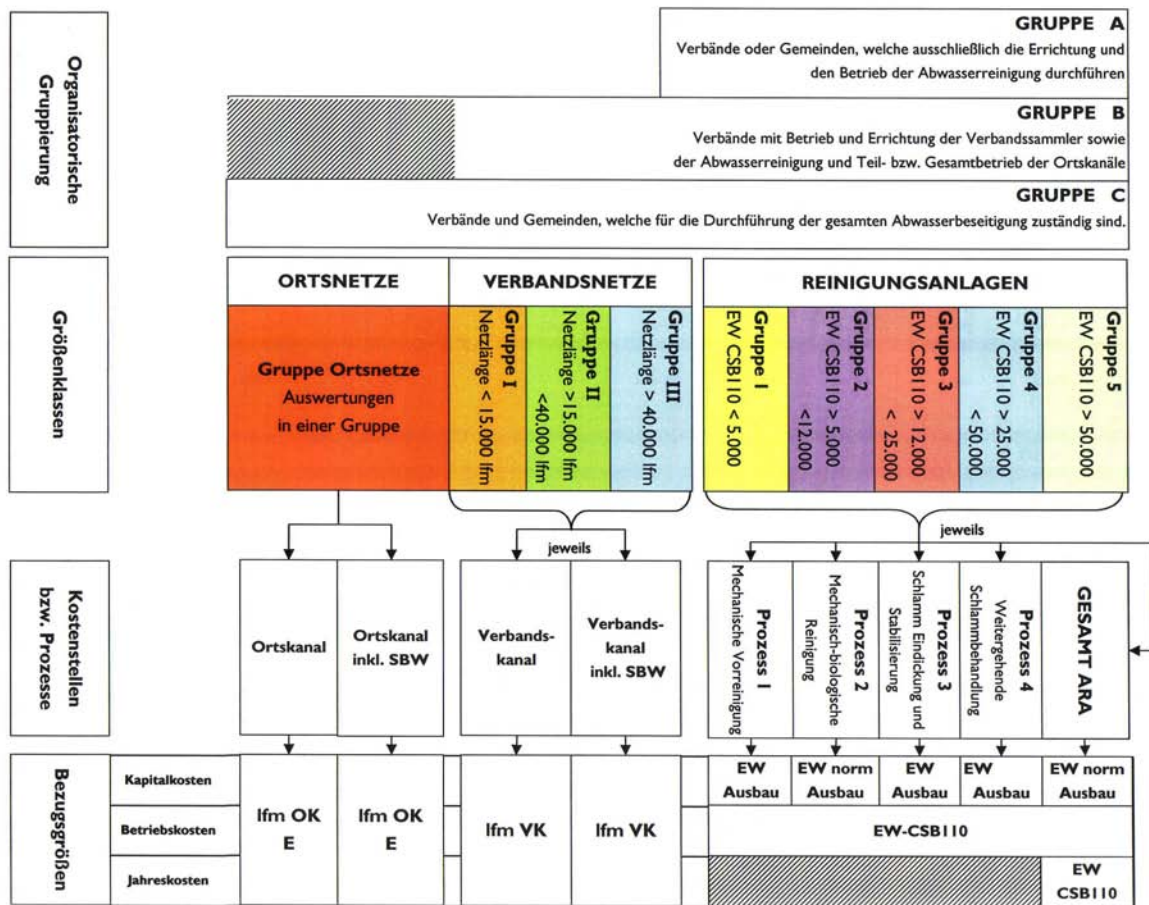 Organisatorische
Gruppierung
GRUPPE A
Verbände oder Gemeinden, welche ausschließlich die Errichtung und
den Betrieb der Abwasserreinigung durchführen
GRUPPE B
Verbände mit Betrieb und Errichtung der Verbandssammler sowie
der Abwasserreinigung und Teil- bzw. Gesamtbetrieb der Ortskanäle
GRUPPE C
Verbände und Gemeinden, welche für die Durchführung der gesamten Abwasserbeseitigung zuständig sind.
Größenklassen
ORTSNETZE
Gruppe Ortsnetze
Auswertungen
in einer Gruppe
VERBANDSNETZE
Gruppe I
Netzlänge < 15.000 lfm
Gruppe II
Netzlänge >15.000 lfm
<40.000 lfm
Gruppe III
Netzlänge > 40.000 lfm
REINIGUNGSANLAGEN
Gruppe 1
EW CSB110 < 5.000
Gruppe 2
EW CSB110 > 5.000
<12.000
Gruppe 3
EW CSB110 > 12.000
< 25.000
Gruppe 4
EW CSB110 > 25.000
< 50.000
Gruppe 5
EW CSB110 > 50.000
jeweils
jeweils
Kostenstellen
bzw. Prozesse
Ortskanal
Ortskanal
inkl. SBW
Verbands-
kanal
Verbands-
kanal
inkl. SBW
Prozess 1
Mechanische Vorreinigung
Prozess 2
Mechanisch-biologische
Reinigung
Prozess 3
Schlamm Eindickung und
Stabilisierung
Prozess 4
Weitergehende
Schlammbehandlung
GESAMT ARA
Bezugsgrößen
Kapitalkosten
Betriebskosten
Jahreskosten
lfm OK
E
lfm OK
E
lfm VK
lfm VK
EW
Ausbau
EW norm
Ausbau
EW
Ausbau
EW
Ausbau
EW norm
Ausbau
EW-CSB110
EW
CSB110